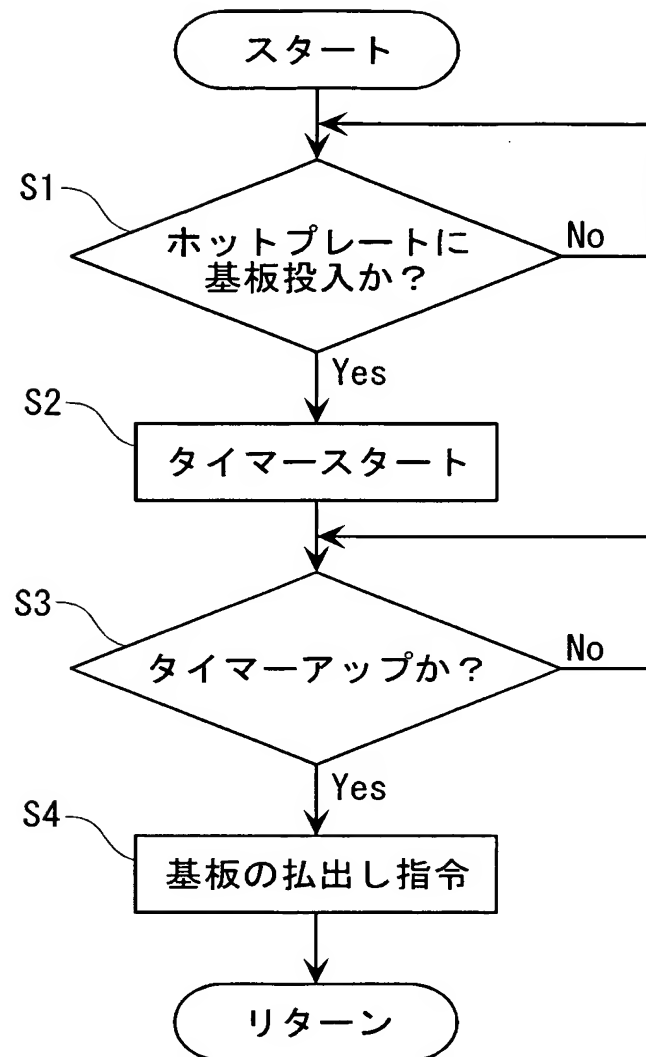 スタート
S1
ホットプレートに
基板投入か？
No
Yes
S2
タイマースタート
S3
タイマーアップか？
No
Yes
S4
基板の払出し指令
リターン